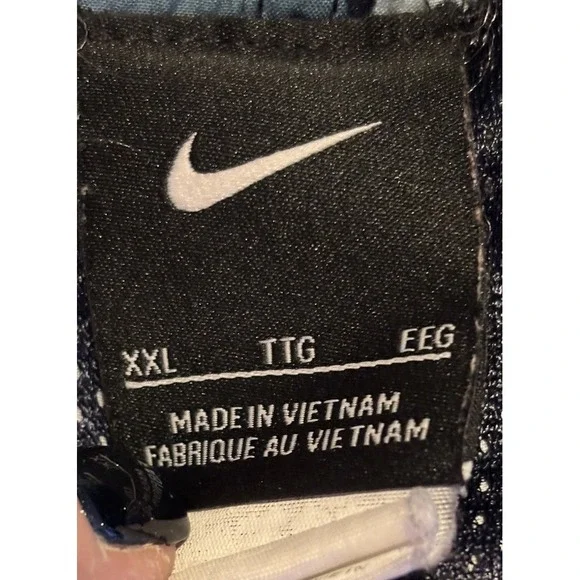 XXL TTG EEG
MADE IN VIETNAM
FABRIQUE AU VIETNAM